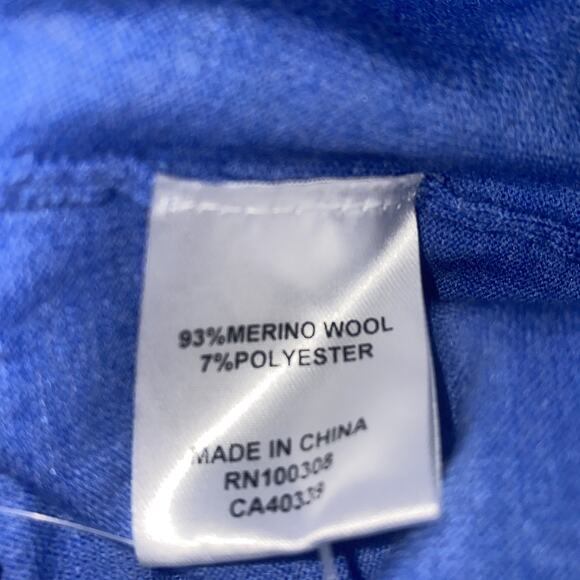 93%MERINO WOOL
7%POLYESTER
MADE IN CHINA
RN100308
CA40339